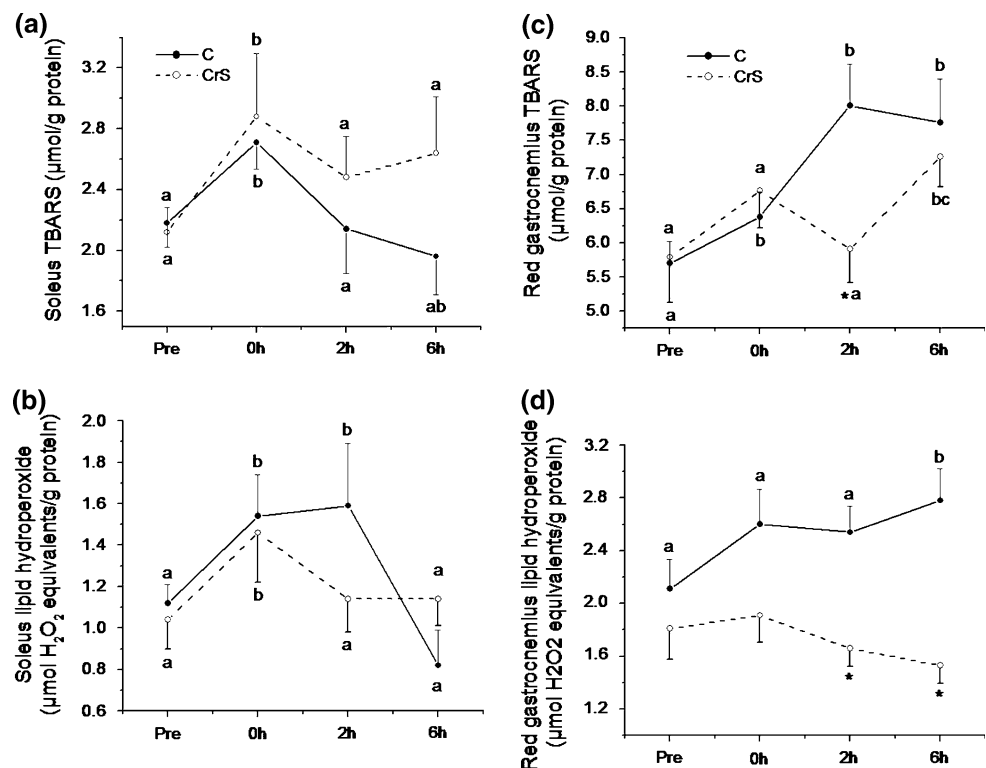 (a)
Soleus TBARS (µmol/g protein)
3.2
2.8
2.4
2.0
1.6
C
CrS
a
a
b
b
a
a
a
ab
Pre 0h 2h 6h
(b)
Soleus lipid hydroperoxide
(µmol H₂O₂ equivalents/g protein)
2.0
1.8
1.6
1.4
1.2
1.0
0.8
0.6
a
a
b
b
b
a
a
a
Pre 0h 2h 6h
(c)
Red gastrocnemius TBARS
(µmol/g protein)
9.0
8.5
8.0
7.5
7.0
6.5
6.0
5.5
5.0
C
CrS
a
a
a
b
b
*a
b
bc
Pre 0h 2h 6h
(d)
Red gastrocnemius lipid hydroperoxide
(µmol H2O2 equivalents/g protein)
3.2
2.8
2.4
2.0
1.6
1.2
a
a
a
*
b
*
Pre 0h 2h 6h